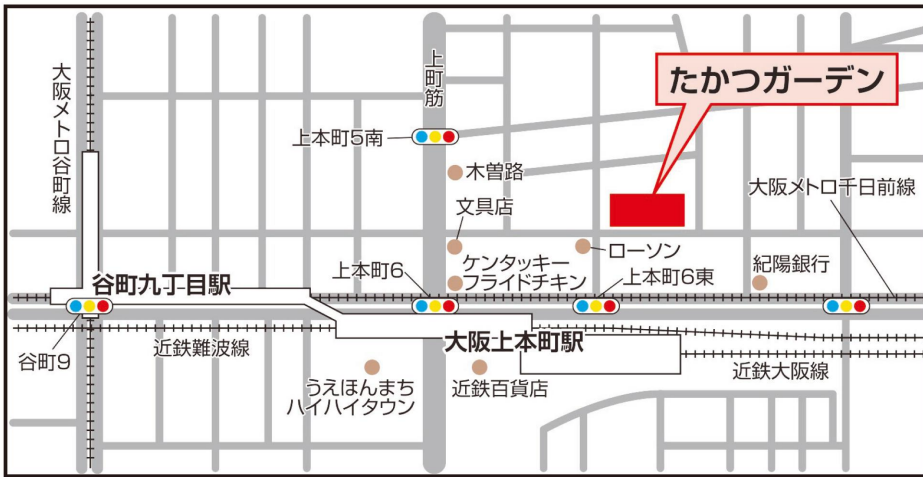 大阪メトロ谷町線
上町筋
たかつガーデン
上本町5南
木曽路
大阪メトロ千日前線
文具店
ローソン
谷町九丁目駅
上本町6
ケンタッキー
フライドチキン
上本町6東
紀陽銀行
谷町9
近鉄難波線
大阪上本町駅
近鉄大阪線
うえほんまち
ハイハイタウン
近鉄百貨店